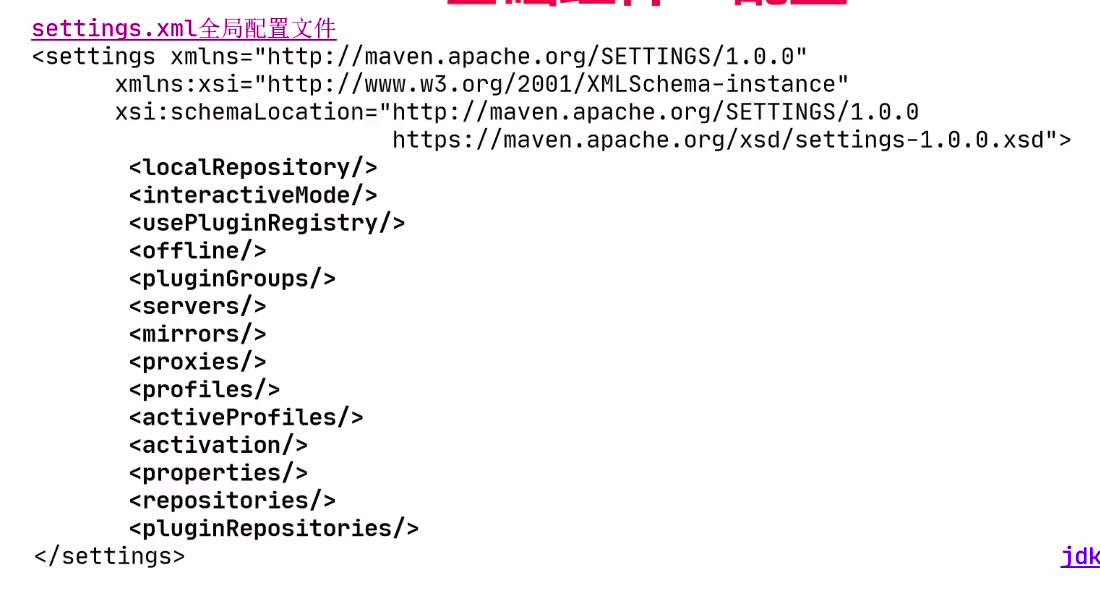 settings.xml全局配置文件
<settings xmlns="http://maven.apache.org/SETTINGS/1.0.0"
xmlns:xsi="http://www.w3.org/2001/XMLSchema-instance"
xsi:schemaLocation="http://maven.apache.org/SETTINGS/1.0.0
https://maven.apache.org/xsd/settings-1.0.0.xsd">
<localRepository/>
<interactiveMode/>
<usePluginRegistry/>
<offline/>
<pluginGroups/>
<servers/>
<mirrors/>
<proxies/>
<profiles/>
<activeProfiles/>
<activation/>
<properties/>
<repositories/>
<pluginRepositories/>
</settings>
jdk